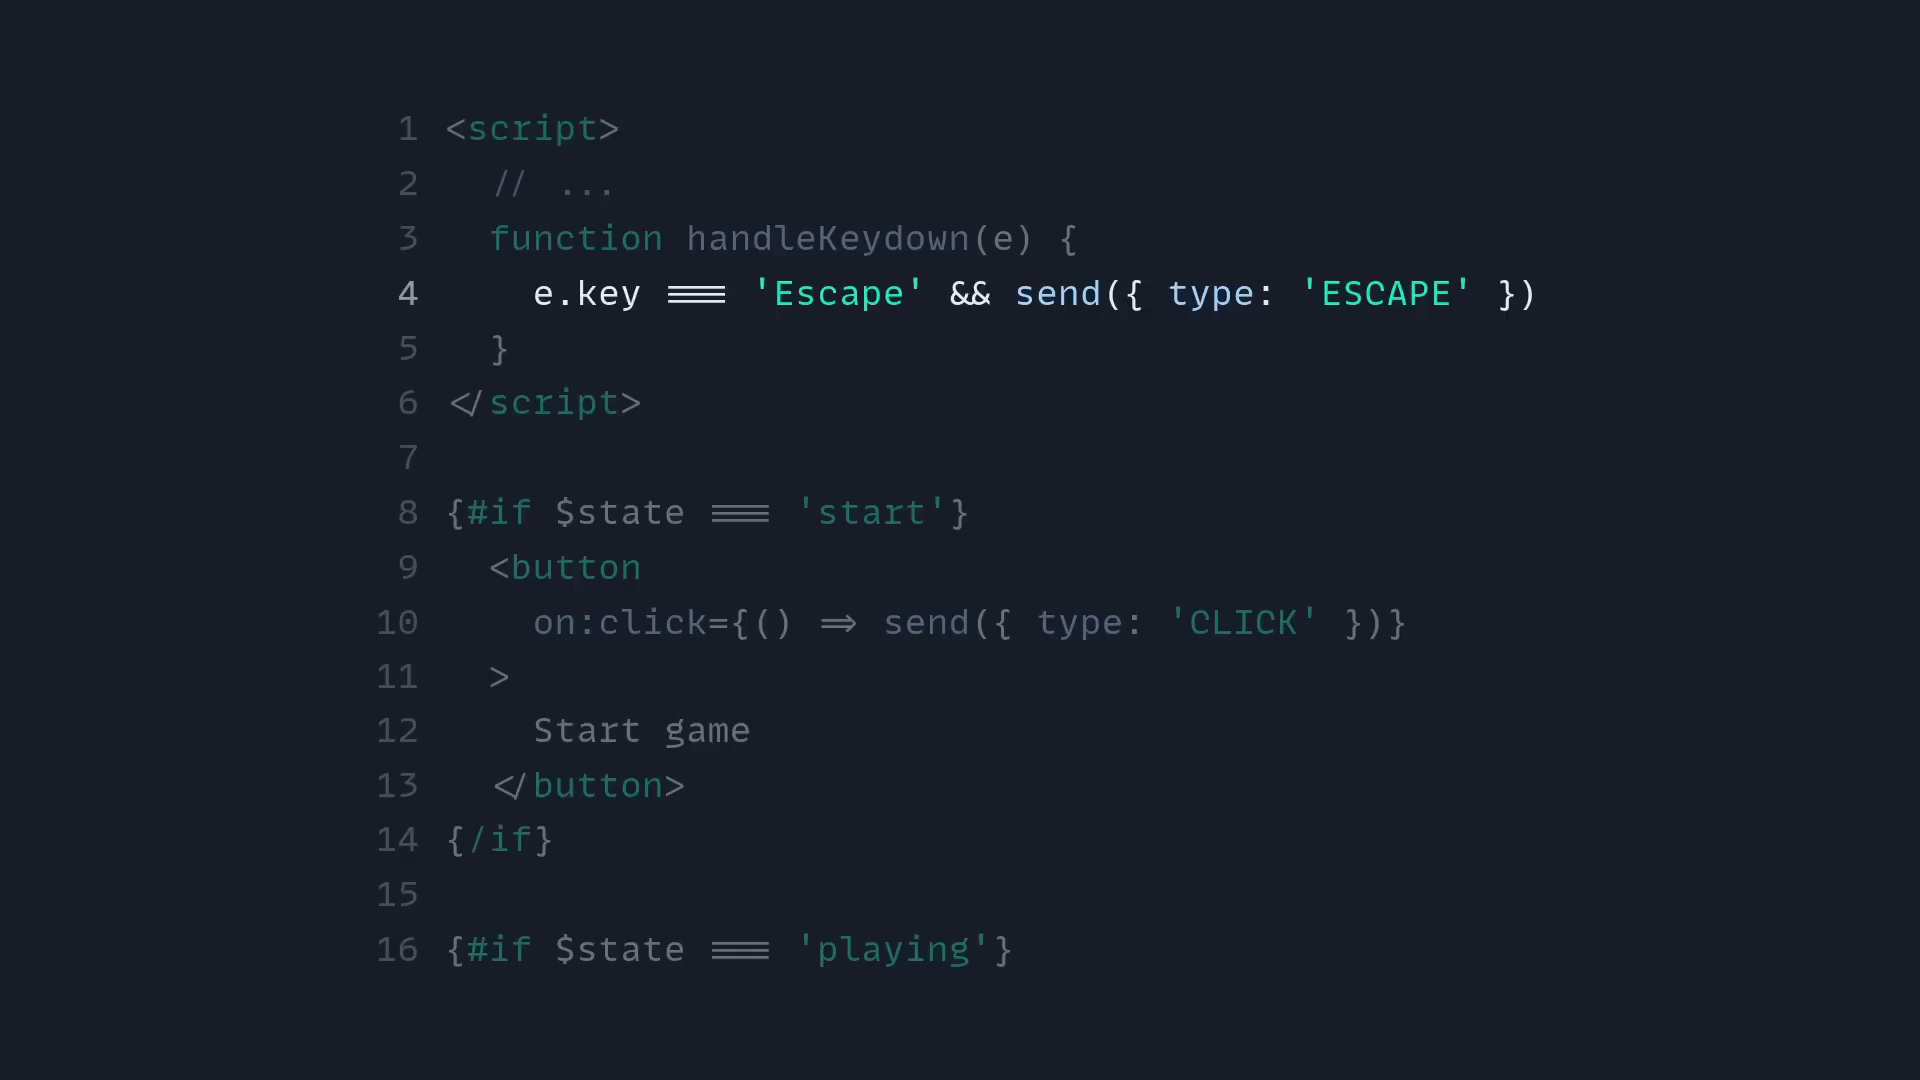 1 <script>
2 // ...
3 function handleKeydown(e) {
4 e.key === 'Escape' && send({ type: 'ESCAPE' })
5 }
6 </script>
7
8 {#if $state === 'start'}
9 <button
10 on:click={() => send({ type: 'CLICK' })}
11 >
12 Start game
13 </button>
14 {/if}
15
16 {#if $state === 'playing'}